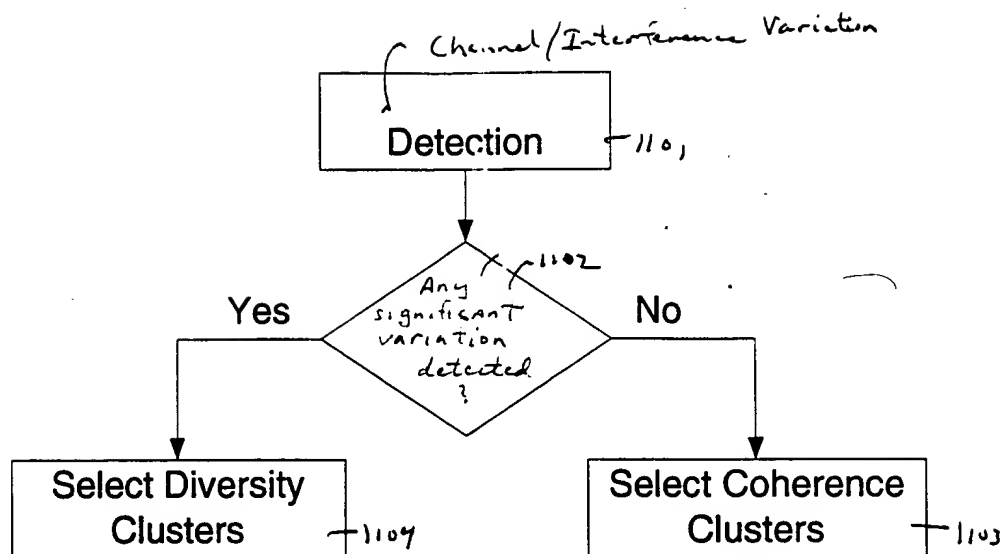 Channel/Interference Variation
Detection
1101
1102
Any
significant
variation
detected
?
Yes
No
Select Diversity
Clusters
1104
Select Coherence
Clusters
1103